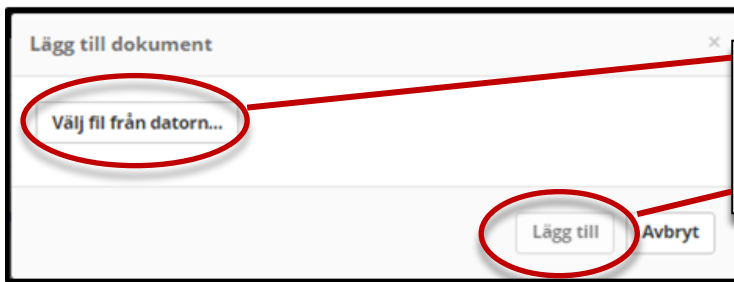 Lägg till dokument ×
Välj fil från datorn...
Lägg till Avbryt